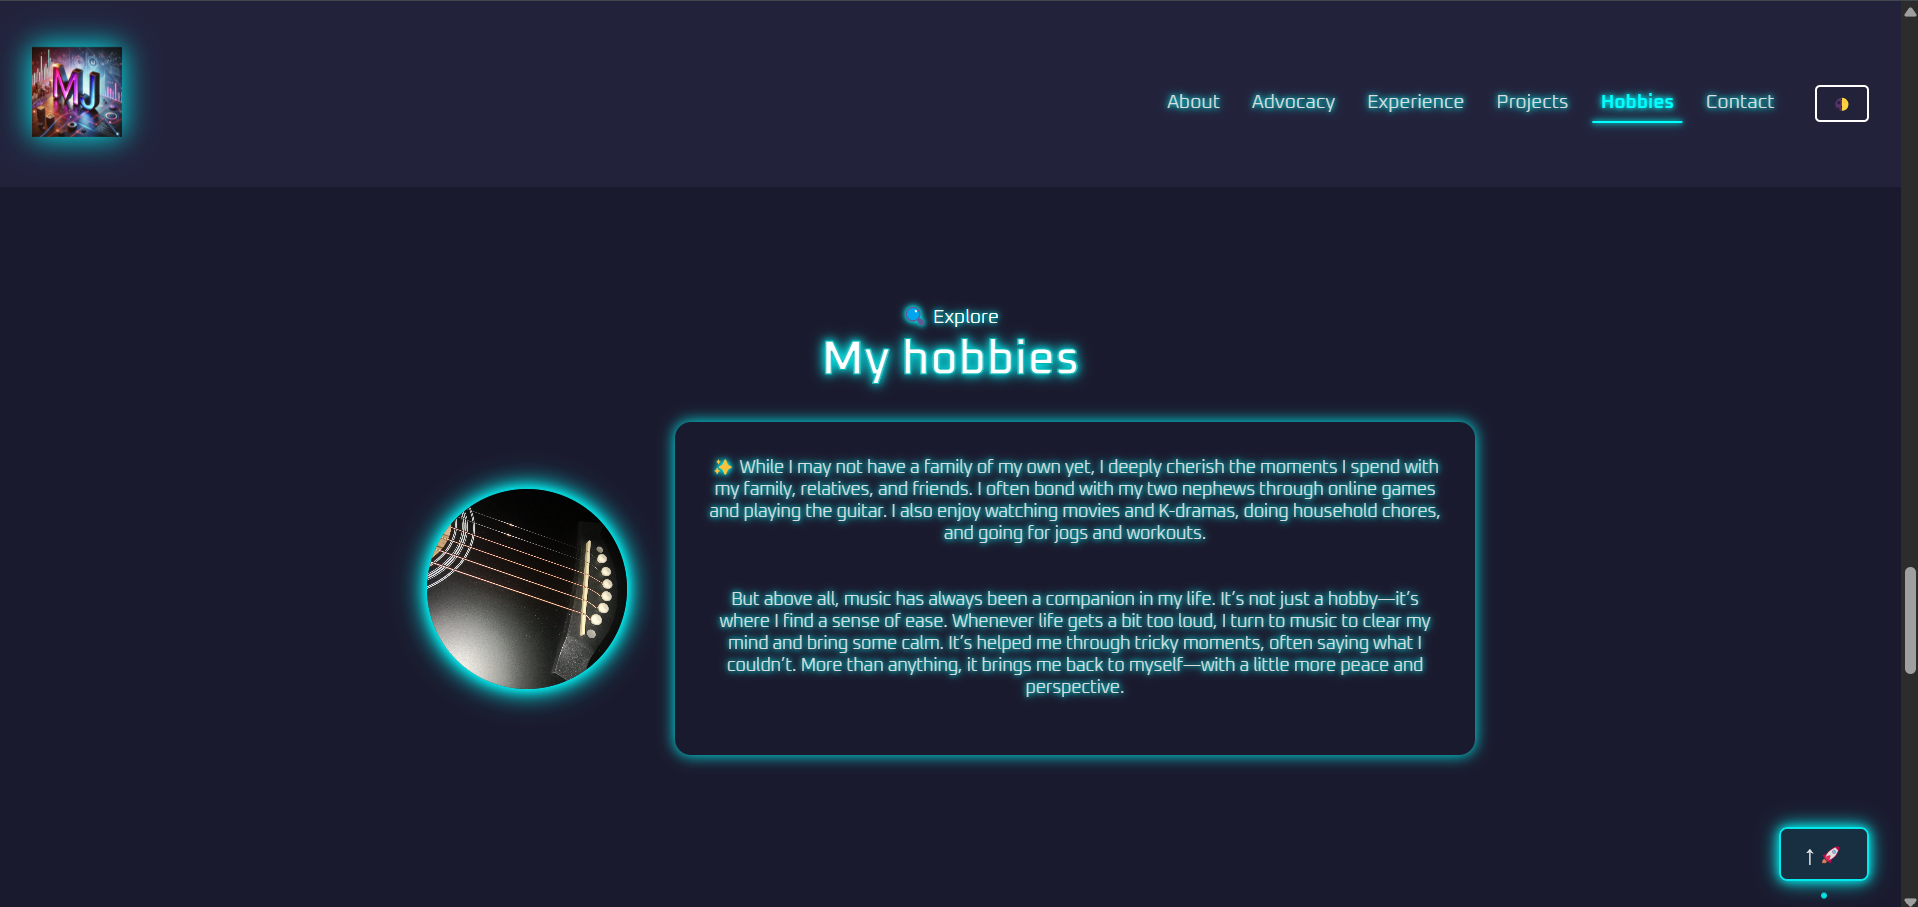 MJ
About Advocacy Experience Projects Hobbies Contact
Explore
My hobbies
While I may not have a family of my own yet, I deeply cherish the moments I spend with
my family, relatives, and friends. I often bond with my two nephews through online games
and playing the guitar. I also enjoy watching movies and K-dramas, doing household chores,
and going for jogs and workouts.
But above all, music has always been a companion in my life. It’s not just a hobby—it’s
where I find a sense of ease. Whenever life gets a bit too loud, I turn to music to clear my
mind and bring some calm. It’s helped me through tricky moments, often saying what I
couldn’t. More than anything, it brings me back to myself—with a little more peace and
perspective.